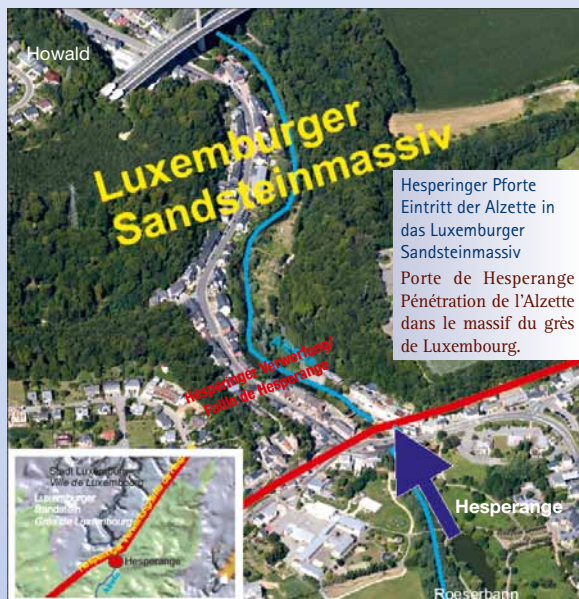 Howald
Luxemburger
Sandsteinmassiv
Hesperinger Pforte
Eintritt der Alzette in
das Luxemburger
Sandsteinmassiv
Porte de Hesperange
Pénétration de l'Alzette
dans le massif du grès
de Luxembourg.
Hesperinger Verwerfung/
Faille de Hesperange
Hesperange
Roeserbann
Stadt Luxemburg
Ville de Luxembourg
Luxemburger
Sandstein
Grès de Luxembourg
Hesperange